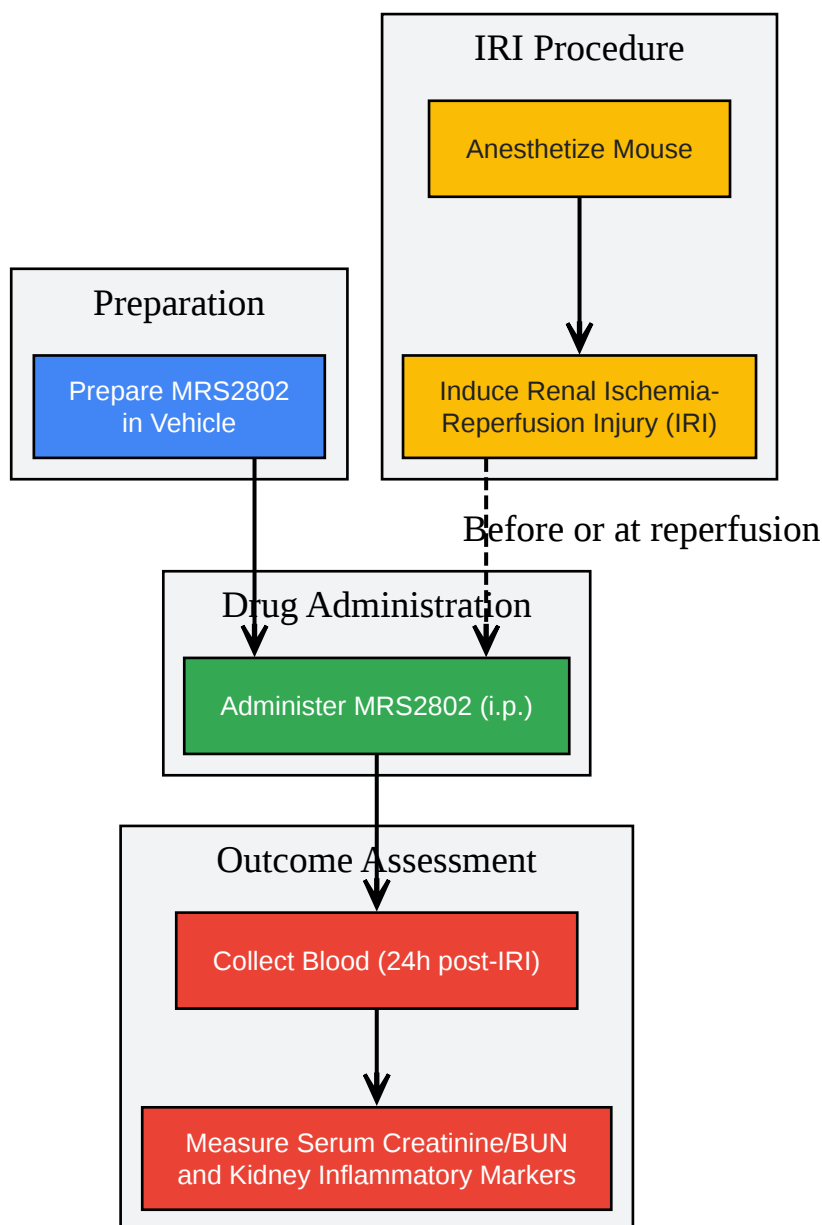 IRI Procedure
Anesthetize Mouse
Preparation
Prepare MRS2802
in Vehicle
Induce Renal Ischemia-
Reperfusion Injury (IRI)
Before or at reperfusion
Drug Administration
Administer MRS2802 (i.p.)
Outcome Assessment
Collect Blood (24h post-IRI)
Measure Serum Creatinine/BUN
and Kidney Inflammatory Markers